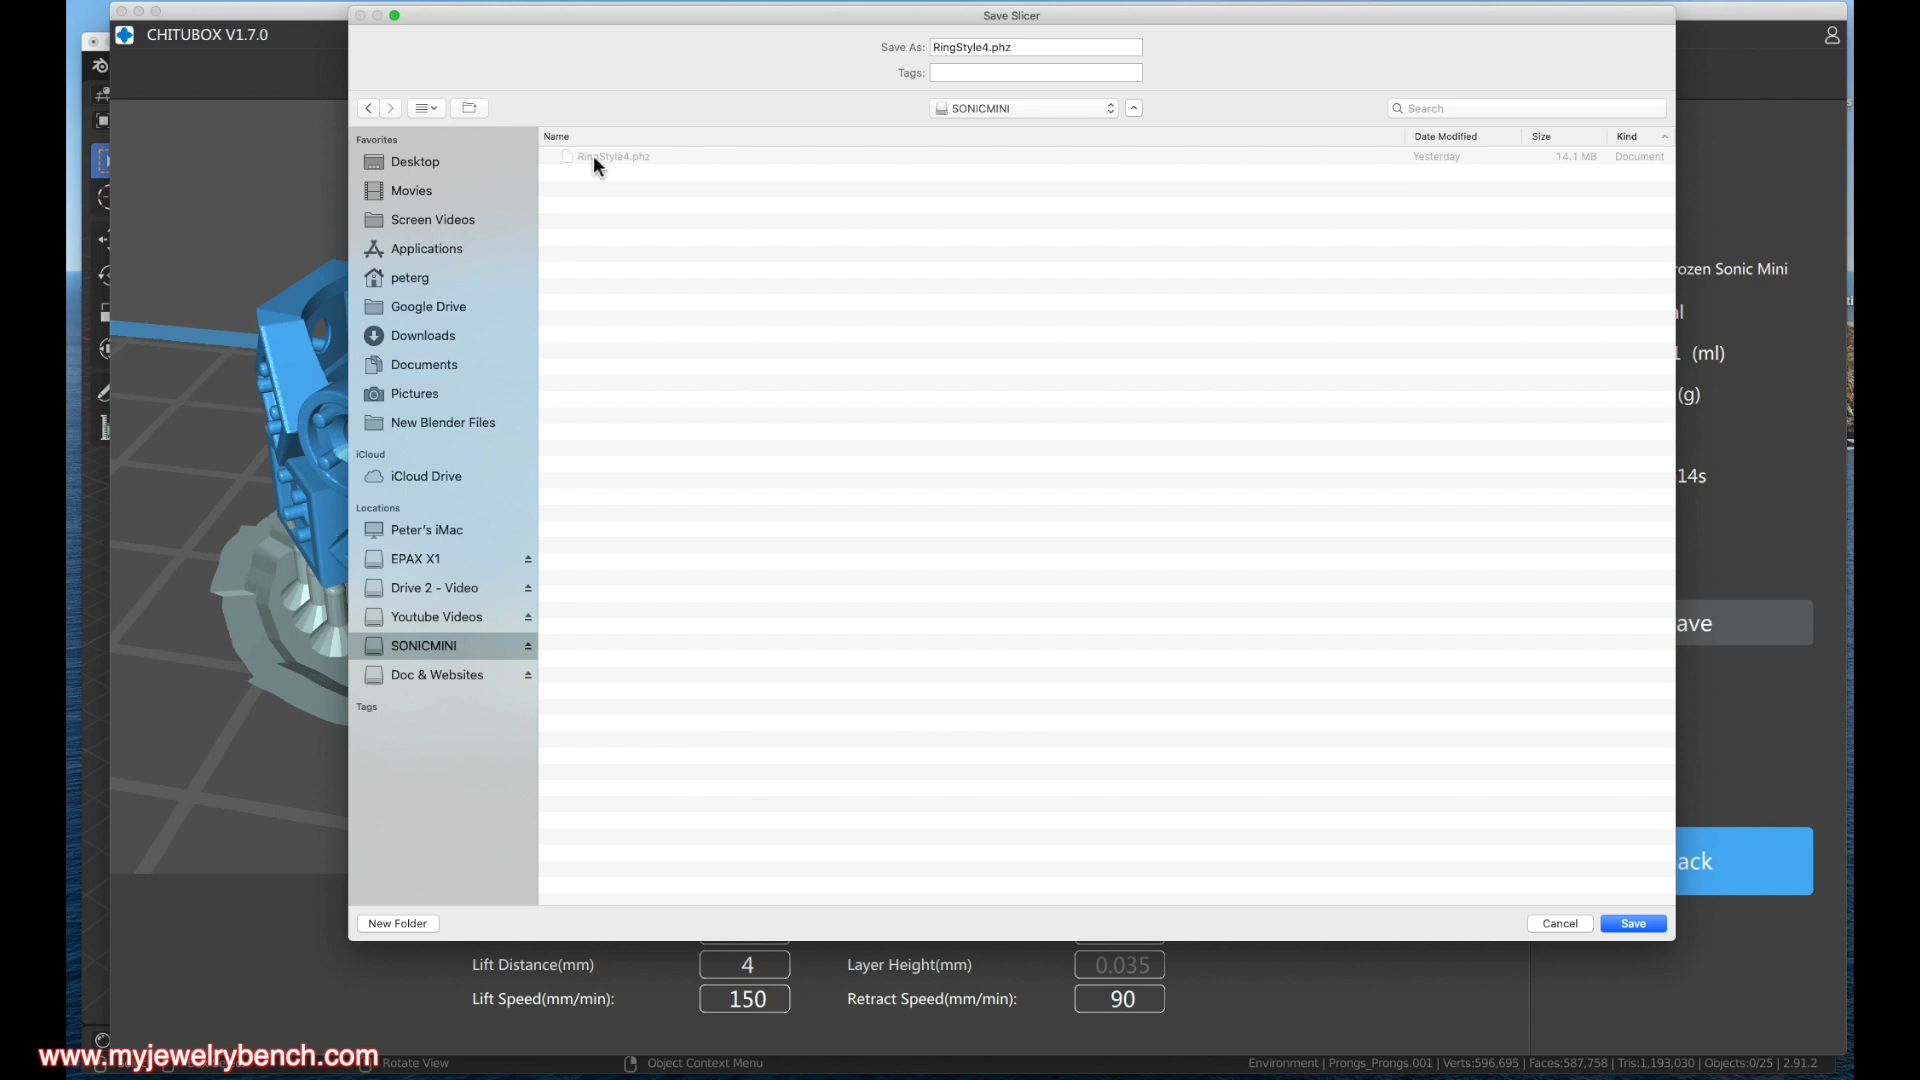 Save Slicer
CHITUBOX V1.7.0
Save As: RingStyle4.phz
Tags:
SONICMINI
Search
Favorites
Name Date Modified Size Kind
RingStyle4.phz Yesterday 14.1 MB Document
Desktop
Movies
Screen Videos
Applications
peterg
Google Drive
Downloads
Documents
Pictures
New Blender Files
iCloud
iCloud Drive
Locations
Peter's iMac
EPAX X1
Drive 2 - Video
Youtube Videos
SONICMINI
Doc & Websites
Tags
rozen Sonic Mini
(ml)
(g)
14s
ave
ack
New Folder
Cancel
Save
Lift Distance(mm) 4 Layer Height(mm) 0.035
Lift Speed(mm/min): 150 Retract Speed(mm/min): 90
www.myjewelrybench.com
Rotate View
Object Context Menu
Environment | Prongs_Prongs.001 | Verts:596,695 | Faces:587,758 | Tris:1,193,030 | Objects:0/25 | 2.91.2